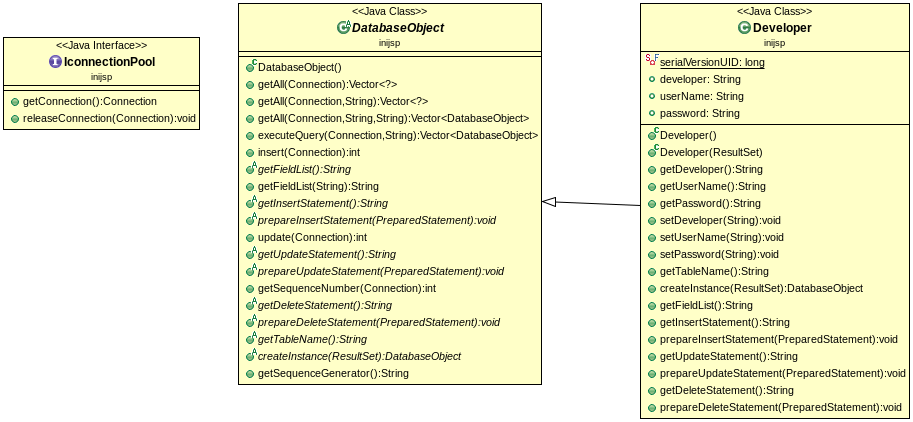 <<Java Interface>>
IconnectionPool
inijsp
getConnection():Connection
releaseConnection(Connection):void
<<Java Class>>
DatabaseObject
inijsp
DatabaseObject()
getAll(Connection):Vector<?>
getAll(Connection,String):Vector<?>
getAll(Connection,String,String):Vector<DatabaseObject>
executeQuery(Connection,String):Vector<DatabaseObject>
insert(Connection):int
getFieldList():String
getFieldList(String):String
getInsertStatement():String
prepareInsertStatement(PreparedStatement):void
update(Connection):int
getUpdateStatement():String
prepareUpdateStatement(PreparedStatement):void
getSequenceNumber(Connection):int
getDeleteStatement():String
prepareDeleteStatement(PreparedStatement):void
getTableName():String
createInstance(ResultSet):DatabaseObject
getSequenceGenerator():String
<<Java Class>>
Developer
inijsp
serialVersionUID: long
developer: String
userName: String
password: String
Developer()
Developer(ResultSet)
getDeveloper():String
getUserName():String
getPassword():String
setDeveloper(String):void
setUserName(String):void
setPassword(String):void
getTableName():String
createInstance(ResultSet):DatabaseObject
getFieldList():String
getInsertStatement():String
prepareInsertStatement(PreparedStatement):void
getUpdateStatement():String
prepareUpdateStatement(PreparedStatement):void
getDeleteStatement():String
prepareDeleteStatement(PreparedStatement):void